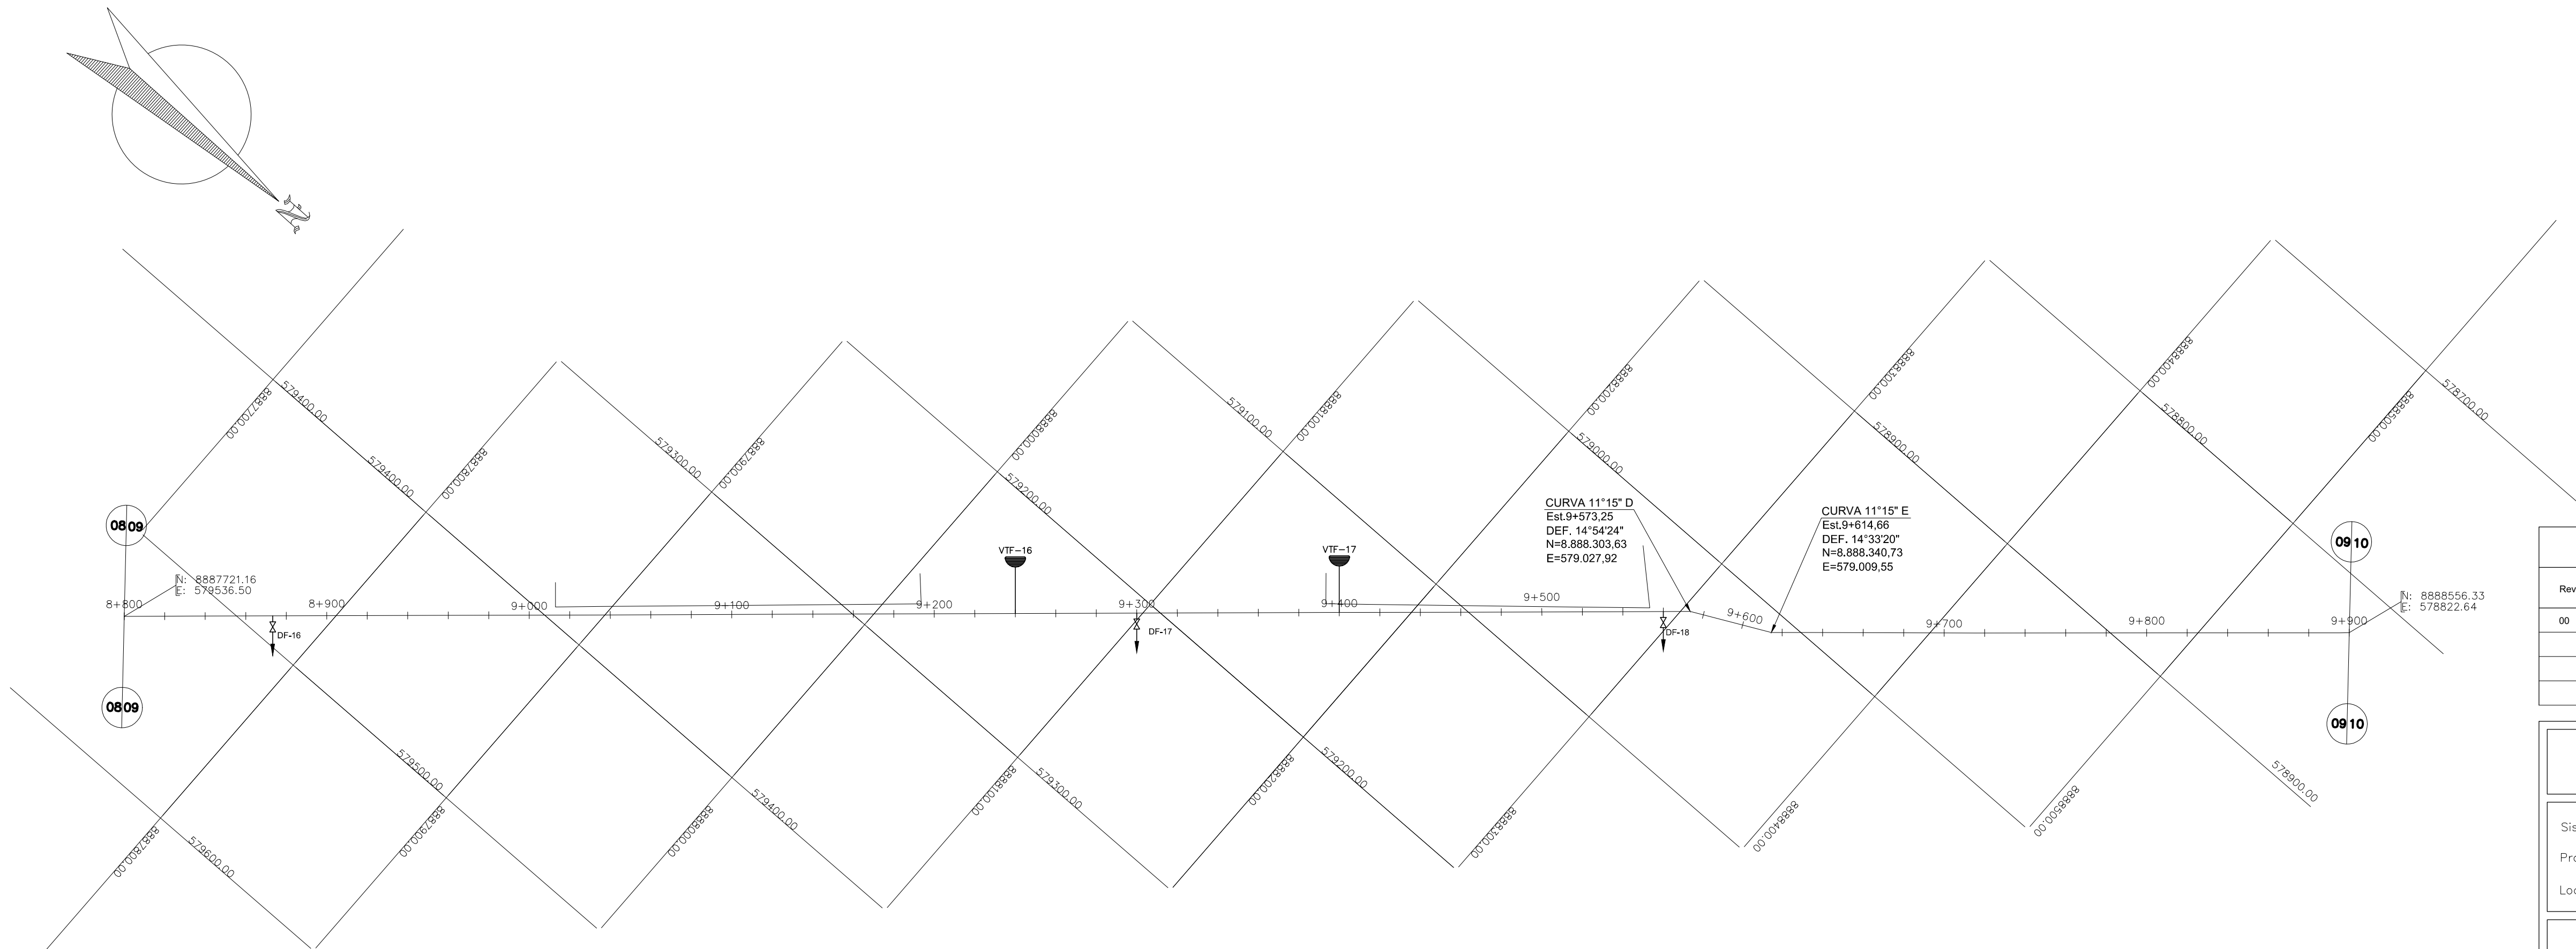 N
8887700.00
579400.00
579400.00
8887800.00
579300.00
8887900.00
579200.00
8888000.00
579100.00
8888100.00
579000.00
8888200.00
578900.00
8888300.00
578800.00
8888400.00
578700.00
8888500.00
08 09
N: 8887721.16
E: 579536.50
VTF-16
VTF-17
CURVA 11°15" D
Est.9+573,25
DEF. 14°54'24"
N=8.888.303,63
E=579.027,92
CURVA 11°15" E
Est.9+614,66
DEF. 14°33'20"
N=8.888.340,73
E=579.009,55
09 10
N: 8888556.33
E: 578822.64
8+800
8+900
9+000
9+100
9+200
9+300
9+400
9+500
9+600
9+700
9+800
9+900
DF-16
DF-17
DF-18
08 09
09 10
8887800.00
579600.00
579500.00
8887900.00
8888000.00
579400.00
8888100.00
579300.00
8888200.00
579200.00
8888300.00
8888400.00
8888500.00
578900.00
Rev
00
Sis
Pro
Loc